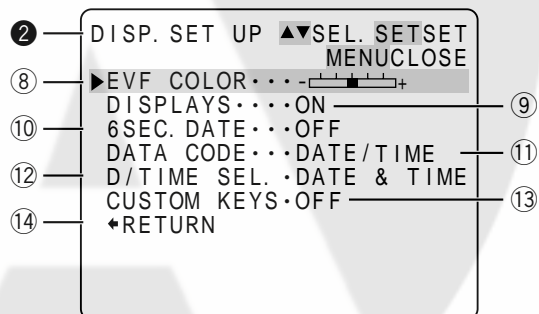 ❷ DISP. SET UP ▲▼SEL. SETSET
MENUCLOSE
⑧ ▶EVF COLOR・・・-+
DISPLAYS・・・・ON ⑨
⑩ 6SEC. DATE・・・OFF
DATA CODE・・・DATE/TIME ⑪
⑫ D/TIME SEL. ・DATE & TIME
CUSTOM KEYS・OFF ⑬
⑭ RETURN